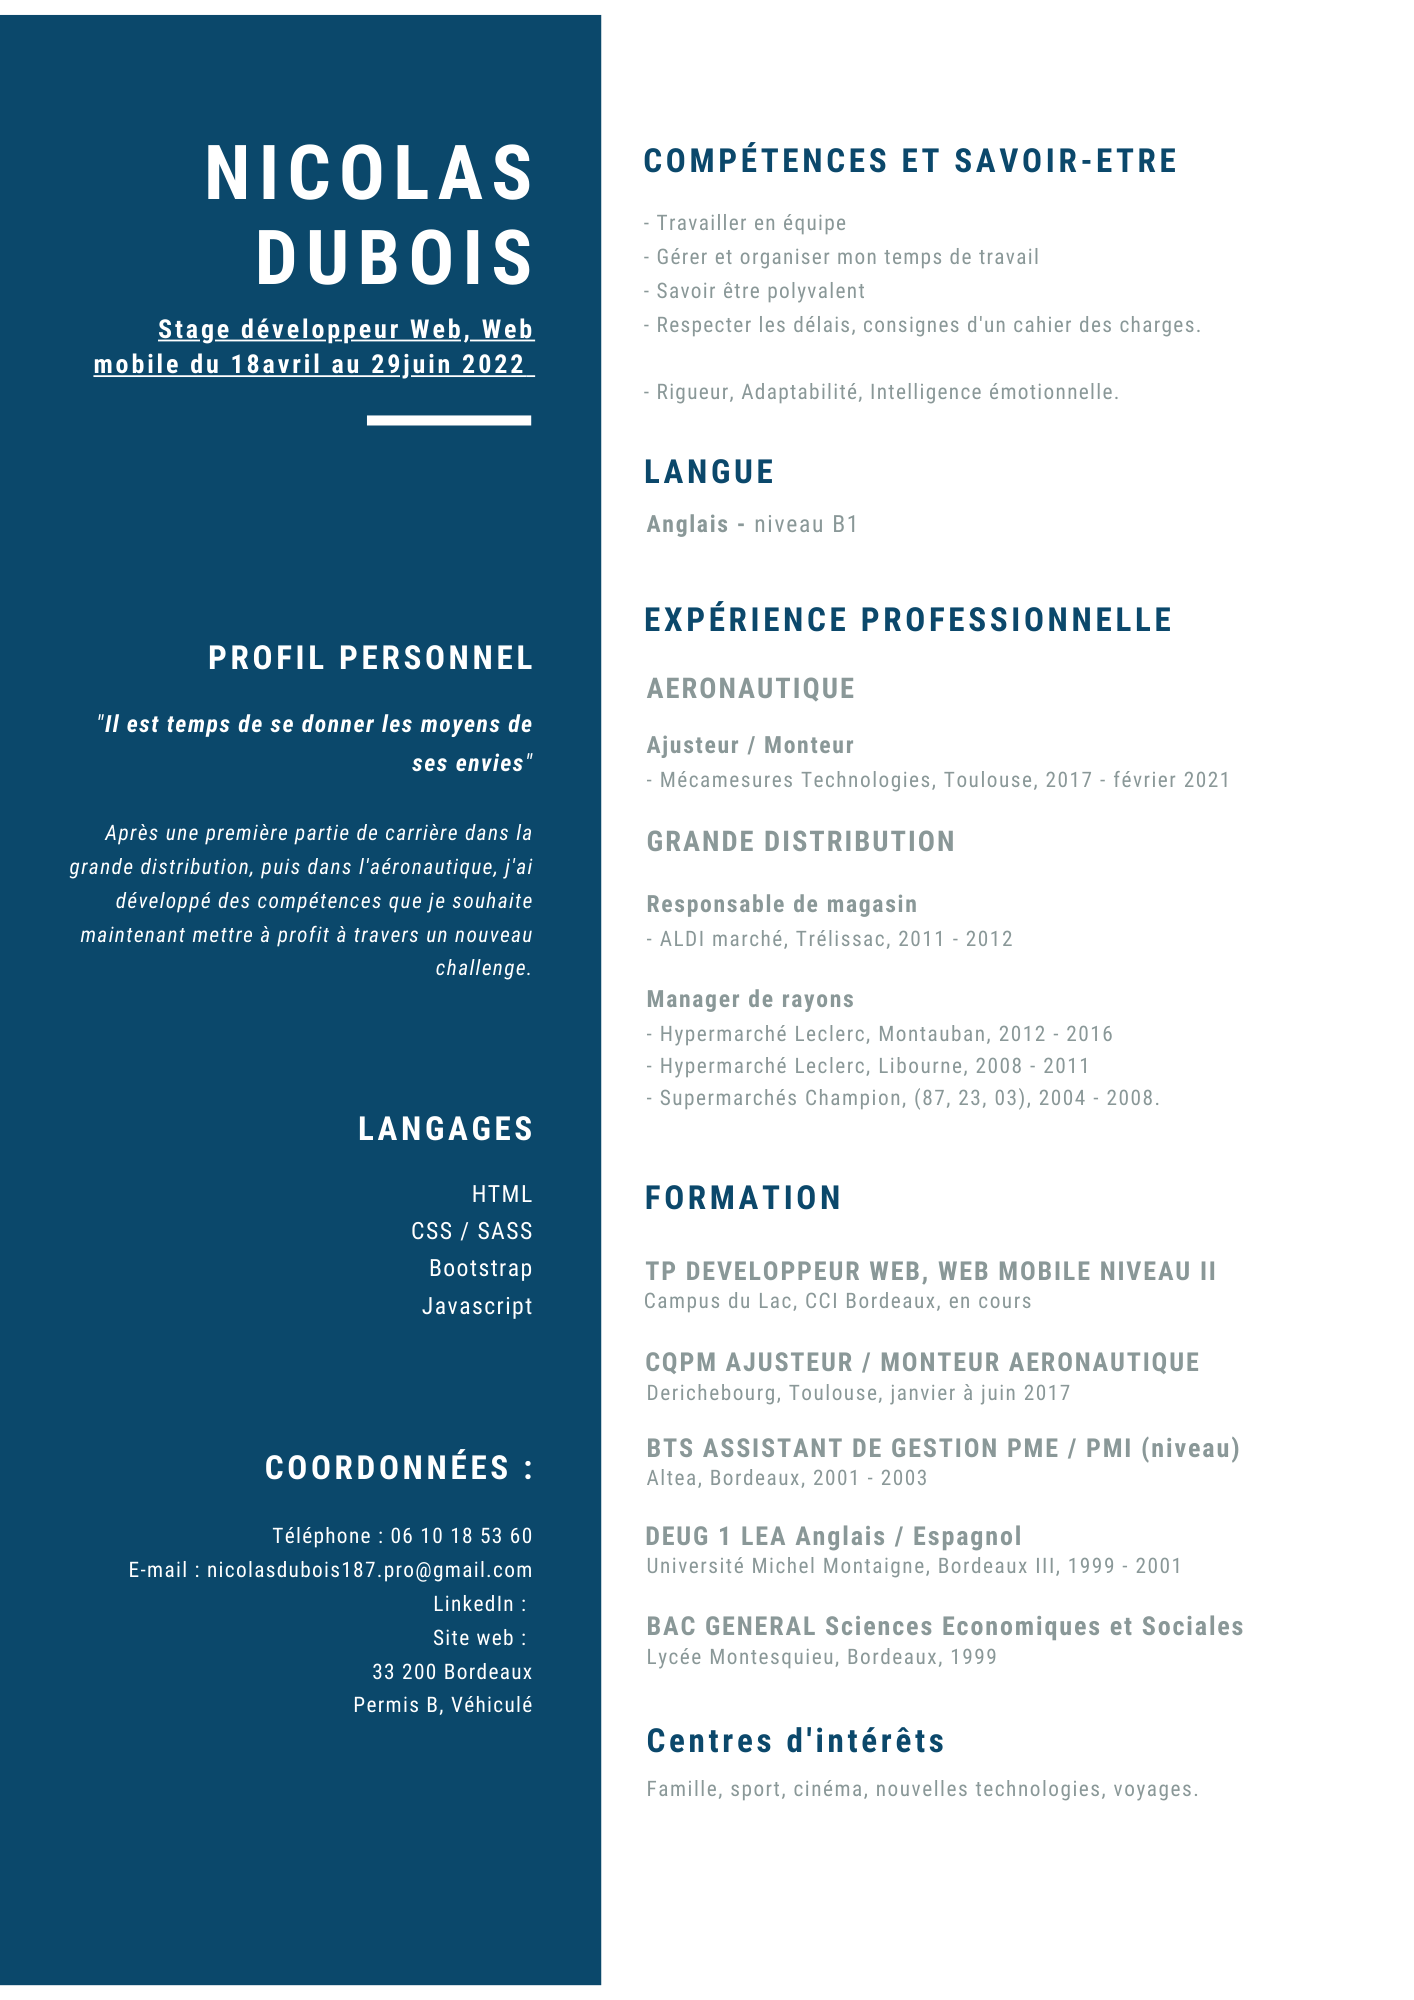 NICOLAS
DUBOIS
Stage développeur Web, Web
mobile du 18avril au 29juin 2022
PROFIL PERSONNEL
"Il est temps de se donner les moyens de
ses envies"
Après une première partie de carrière dans la
grande distribution, puis dans l'aéronautique, j'ai
développé des compétences que je souhaite
maintenant mettre à profit à travers un nouveau
challenge.
LANGAGES
HTML
CSS / SASS
Bootstrap
Javascript
COORDONNÉES :
Téléphone : 06 10 18 53 60
E-mail : nicolasdubois187.pro@gmail.com
LinkedIn :
Site web :
33 200 Bordeaux
Permis B, Véhiculé
COMPÉTENCES ET SAVOIR-ETRE
- Travailler en équipe
- Gérer et organiser mon temps de travail
- Savoir être polyvalent
- Respecter les délais, consignes d'un cahier des charges.
- Rigueur, Adaptabilité, Intelligence émotionnelle.
LANGUE
Anglais - niveau B1
EXPÉRIENCE PROFESSIONNELLE
AERONAUTIQUE
Ajusteur / Monteur
- Mécamesures Technologies, Toulouse, 2017 - février 2021
GRANDE DISTRIBUTION
Responsable de magasin
- ALDI marché, Trélissac, 2011 - 2012
Manager de rayons
- Hypermarché Leclerc, Montauban, 2012 - 2016
- Hypermarché Leclerc, Libourne, 2008 - 2011
- Supermarchés Champion, (87, 23, 03), 2004 - 2008.
FORMATION
TP DEVELOPPEUR WEB, WEB MOBILE NIVEAU II
Campus du Lac, CCI Bordeaux, en cours
CQPM AJUSTEUR / MONTEUR AERONAUTIQUE
Derichebourg, Toulouse, janvier à juin 2017
BTS ASSISTANT DE GESTION PME / PMI (niveau)
Altea, Bordeaux, 2001 - 2003
DEUG 1 LEA Anglais / Espagnol
Université Michel Montaigne, Bordeaux III, 1999 - 2001
BAC GENERAL Sciences Economiques et Sociales
Lycée Montesquieu, Bordeaux, 1999
Centres d'intérêts
Famille, sport, cinéma, nouvelles technologies, voyages.